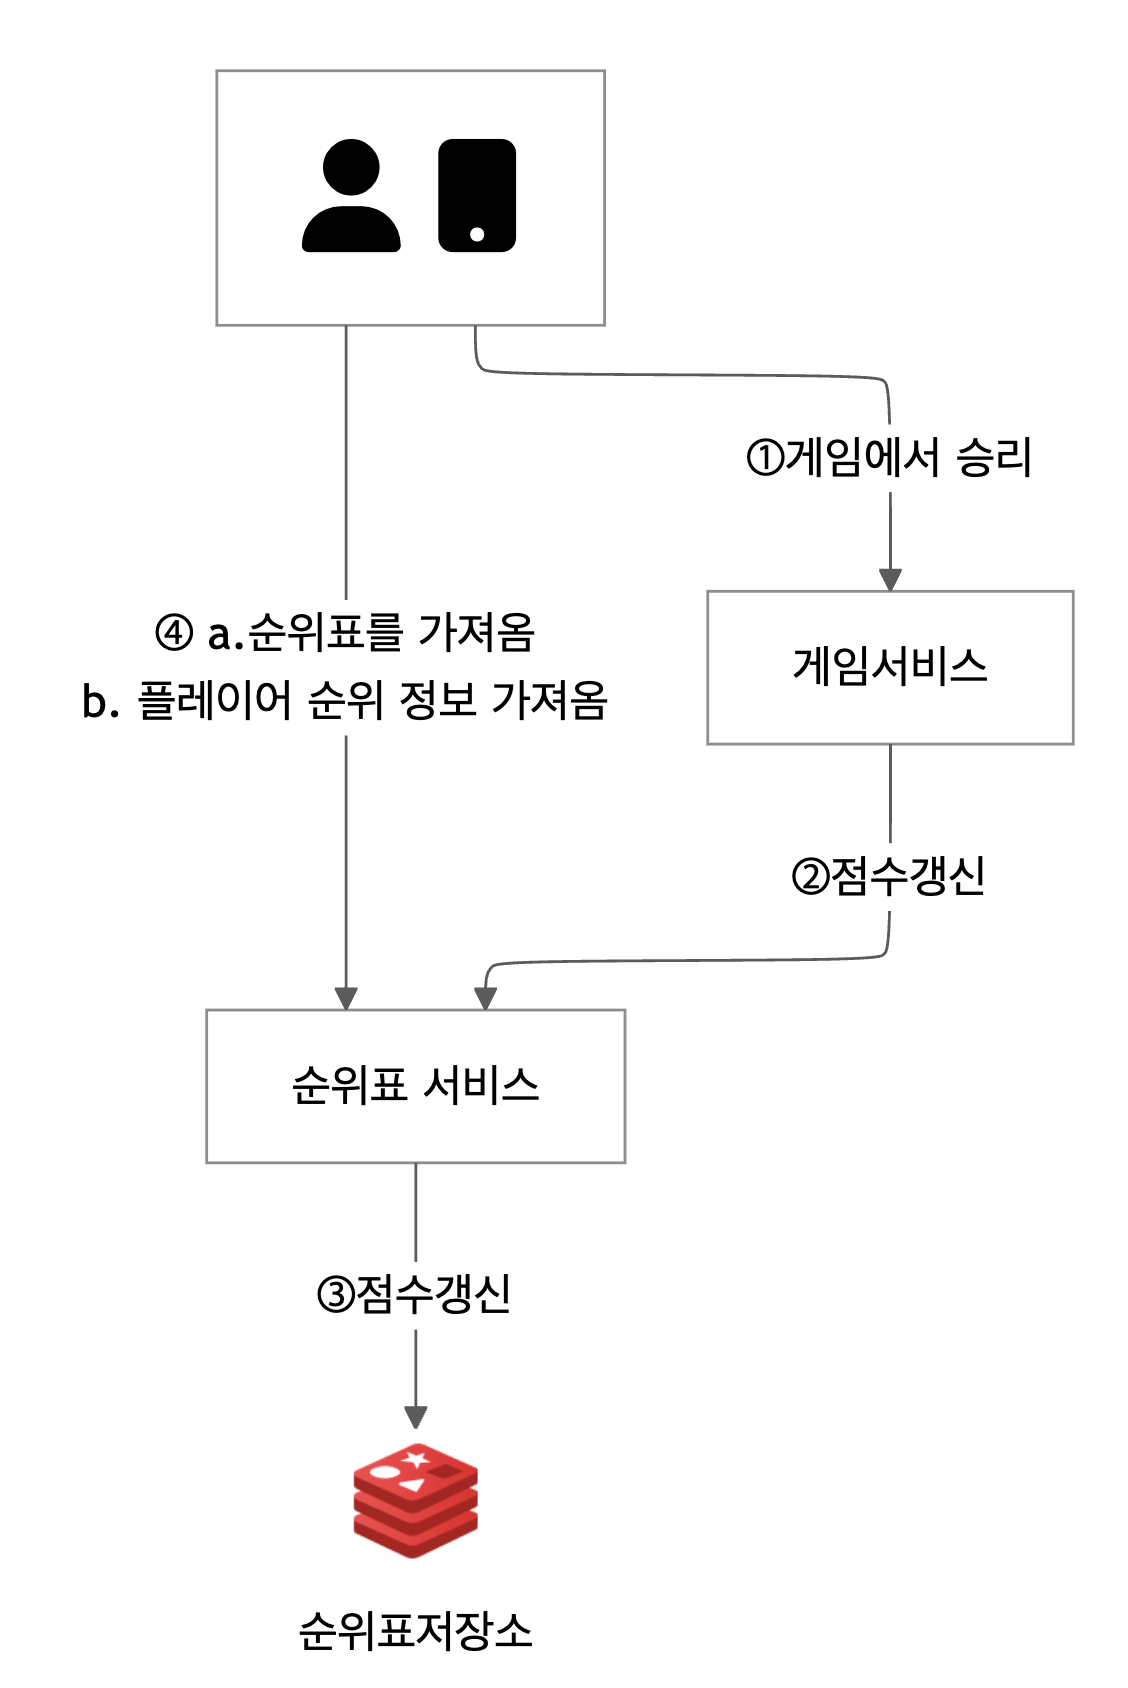 ①게임에서 승리
④ a.순위표를 가져옴
b. 플레이어 순위 정보 가져옴
게임서비스
②점수갱신
순위표 서비스
③점수갱신
순위표저장소